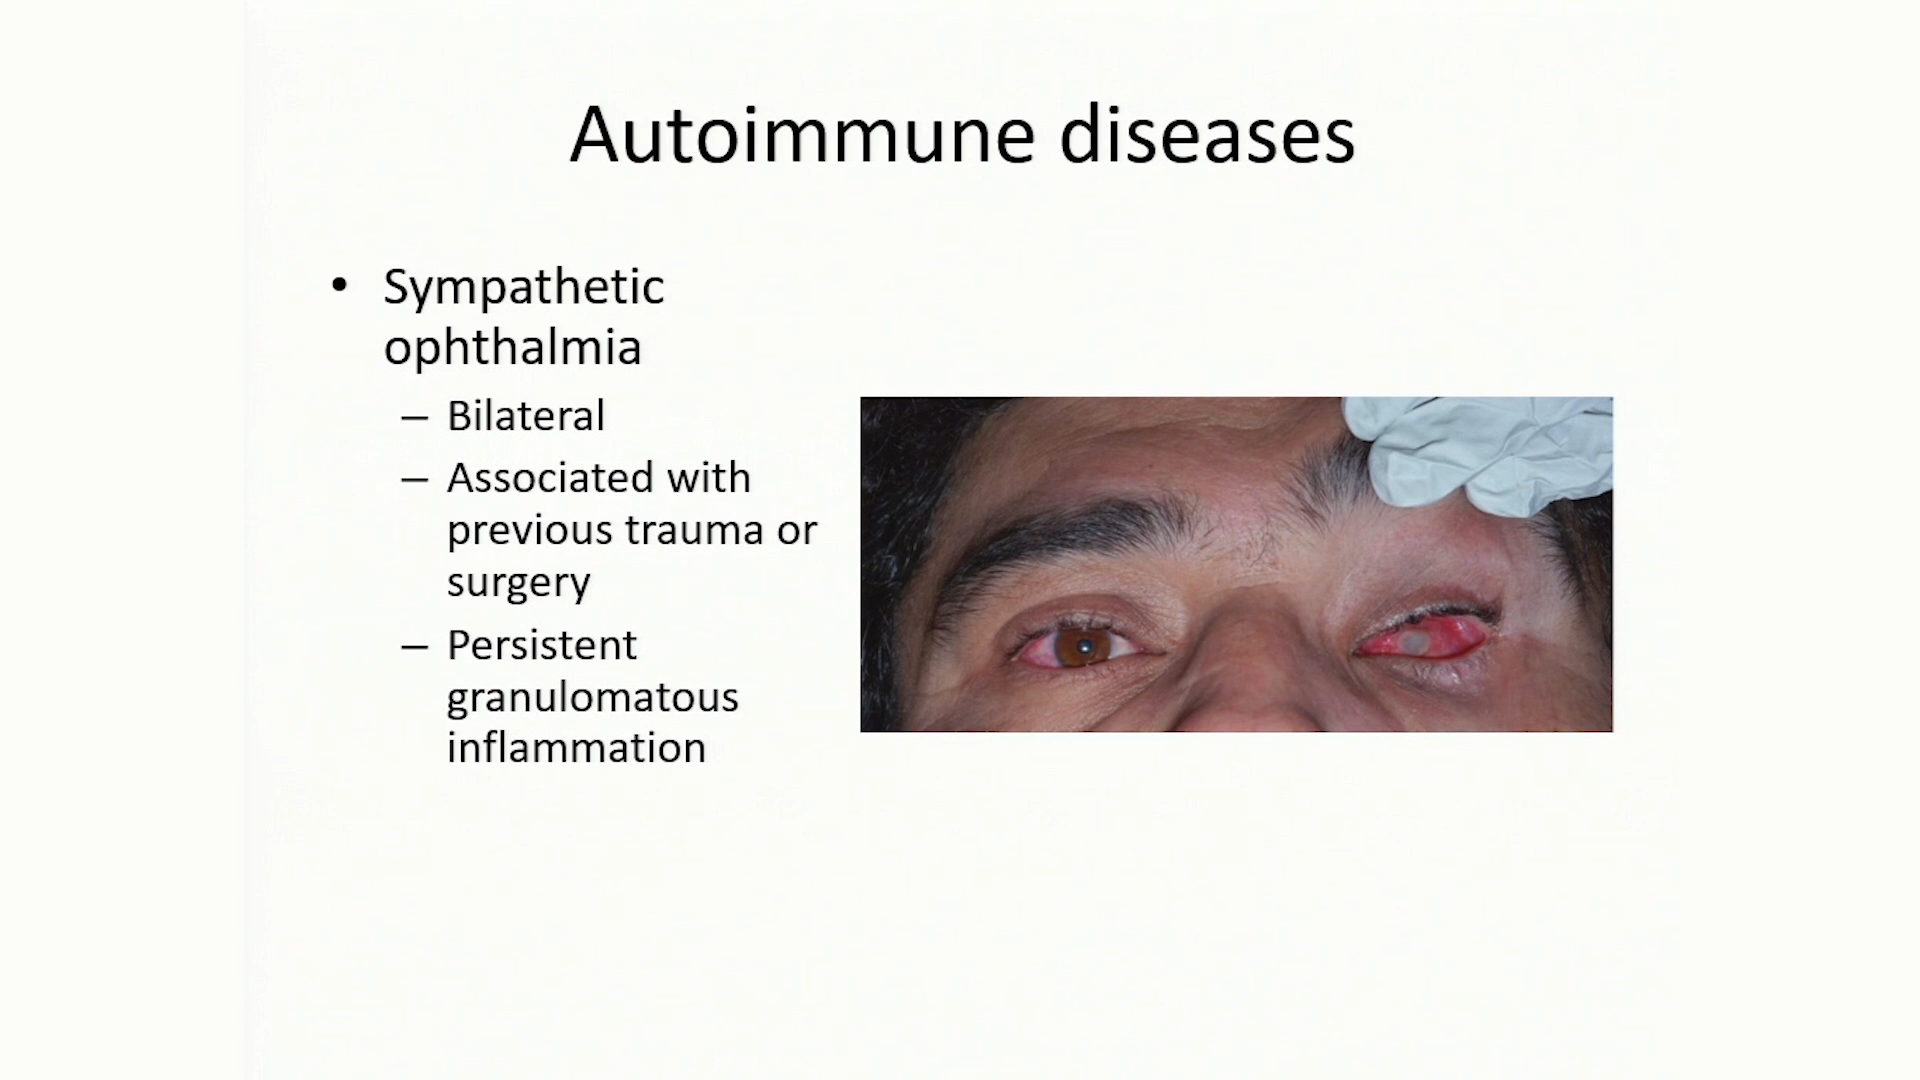 Autoimmune diseases
• Sympathetic
ophthalmia
– Bilateral
– Associated with
previous trauma or
surgery
– Persistent
granulomatous
inflammation